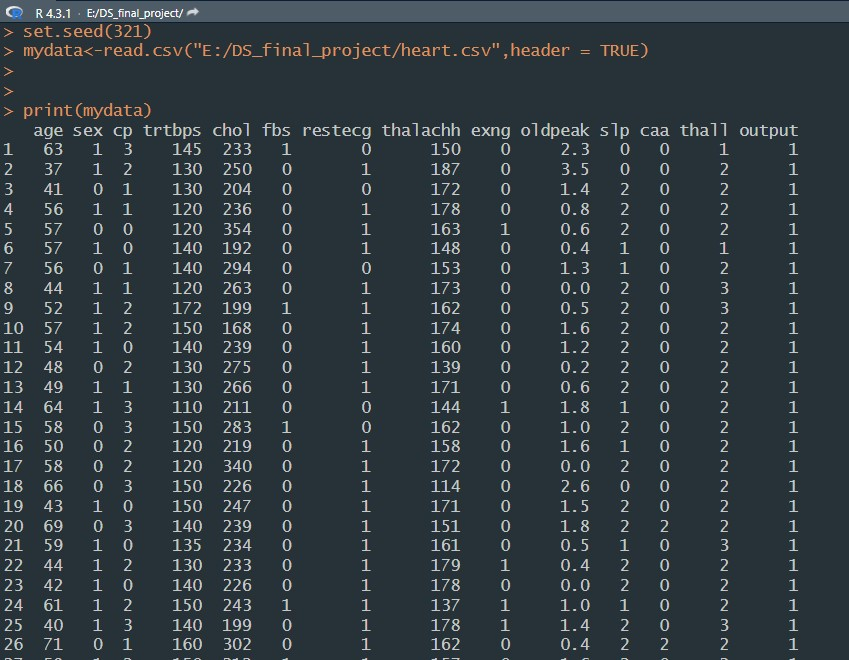 R 4.3.1 · E:/DS_final_project/
> set.seed(321)
> mydata<-read.csv("E:/DS_final_project/heart.csv",header = TRUE)
>
>
> print(mydata)
age sex cp trtbps chol fbs restecg thalachh exng oldpeak slp caa thall output
1 63 1 3 145 233 1 0 150 0 2.3 0 0 1 1
2 37 1 2 130 250 0 1 187 0 3.5 0 0 2 1
3 41 0 1 130 204 0 0 172 0 1.4 2 0 2 1
4 56 1 1 120 236 0 1 178 0 0.8 2 0 2 1
5 57 0 0 120 354 0 1 163 1 0.6 2 0 2 1
6 57 1 0 140 192 0 1 148 0 0.4 1 0 1 1
7 56 0 1 140 294 0 0 153 0 1.3 1 0 2 1
8 44 1 1 120 263 0 1 173 0 0.0 2 0 3 1
9 52 1 2 172 199 1 1 162 0 0.5 2 0 3 1
10 57 1 2 150 168 0 1 174 0 1.6 2 0 2 1
11 54 1 0 140 239 0 1 160 0 1.2 2 0 2 1
12 48 0 2 130 275 0 1 139 0 0.2 2 0 2 1
13 49 1 1 130 266 0 1 171 0 0.6 2 0 2 1
14 64 1 3 110 211 0 0 144 1 1.8 1 0 2 1
15 58 0 3 150 283 1 0 162 0 1.0 2 0 2 1
16 50 0 2 120 219 0 1 158 0 1.6 1 0 2 1
17 58 0 2 120 340 0 1 172 0 0.0 2 0 2 1
18 66 0 3 150 226 0 1 114 0 2.6 0 0 2 1
19 43 1 0 150 247 0 1 171 0 1.5 2 0 2 1
20 69 0 3 140 239 0 1 151 0 1.8 2 2 2 1
21 59 1 0 135 234 0 1 161 0 0.5 1 0 3 1
22 44 1 2 130 233 0 1 179 1 0.4 2 0 2 1
23 42 1 0 140 226 0 1 178 0 0.0 2 0 2 1
24 61 1 2 150 243 1 1 137 1 1.0 1 0 2 1
25 40 1 3 140 199 0 1 178 1 1.4 2 0 3 1
26 71 0 1 160 302 0 1 162 0 0.4 2 2 2 1